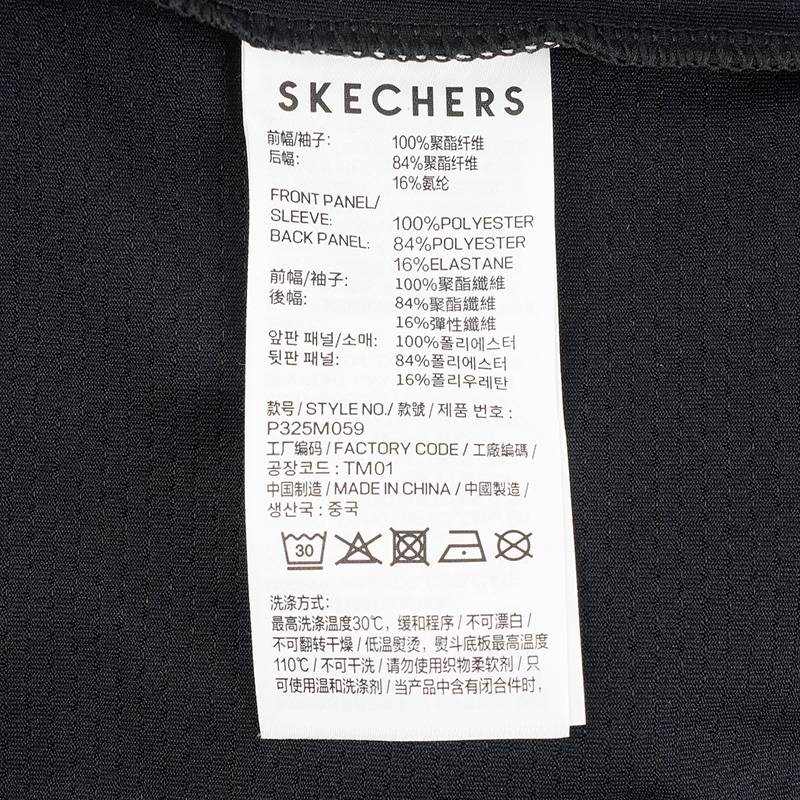 SKECHERS
前幅/袖子: 100%聚酯纤维
后幅: 84%聚酯纤维
16%氨纶
FRONT PANEL/
SLEEVE: 100%POLYESTER
BACK PANEL: 84%POLYESTER
16%ELASTANE
前幅/袖子: 100%聚酯纖維
後幅: 84%聚酯纖維
16%彈性纖維
앞판 패널/소매: 100%폴리에스터
뒷판 패널: 84%폴리에스터
16%폴리우레탄
款号 / STYLE NO./ 款號 / 제품 번호 :
P325M059
工厂编码 / FACTORY CODE / 工廠編碼 /
공장코드 : TM01
中国制造 / MADE IN CHINA / 中國製造 /
생산국 : 중국
30
洗涤方式:
最高洗涤温度30℃，缓和程序 / 不可漂白 /
不可翻转干燥 / 低温熨烫，熨斗底板最高温度
110℃ / 不可干洗 / 请勿使用织物柔软剂 / 只
可使用温和洗涤剂 / 当产品中含有闭合件时，